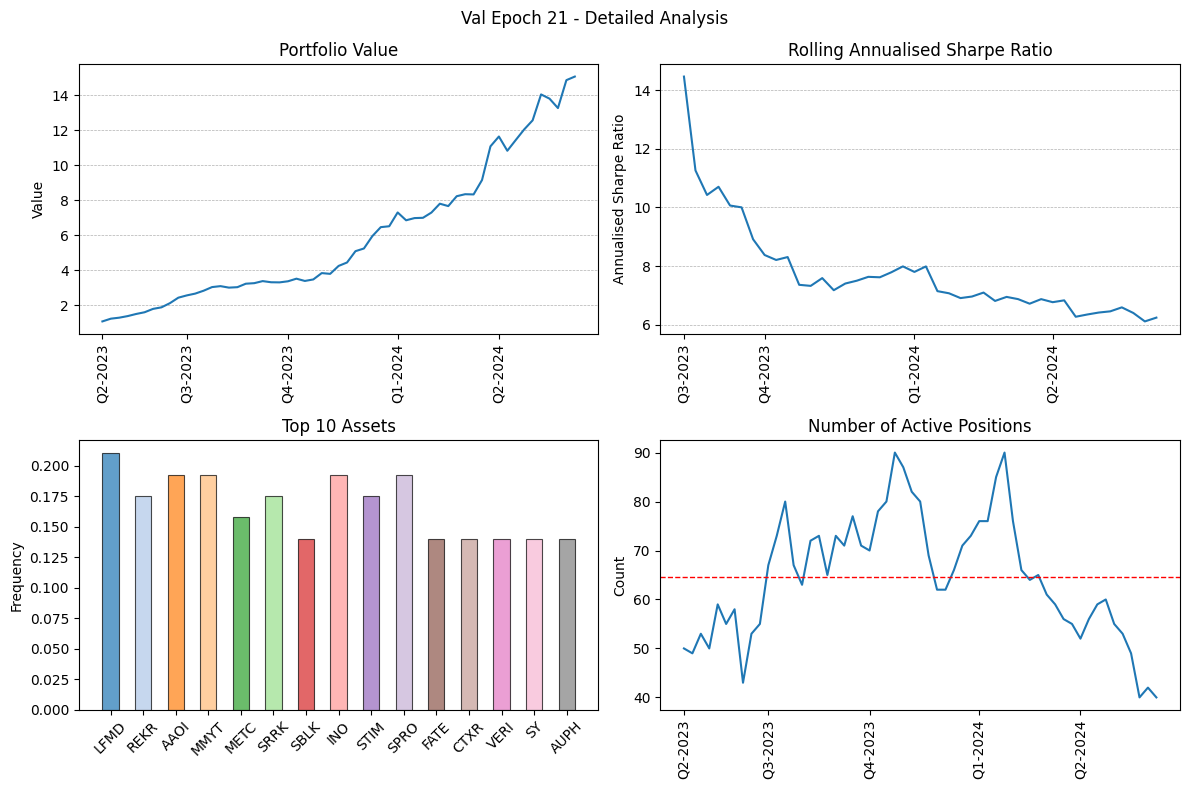 Val Epoch 21 - Detailed Analysis
Portfolio Value
Value
14
12
10
8
6
4
2
Q2-2023
Q3-2023
Q4-2023
Q1-2024
Q2-2024
Rolling Annualised Sharpe Ratio
Annualised Sharpe Ratio
14
12
10
8
6
Q3-2023
Q4-2023
Q1-2024
Q2-2024
Top 10 Assets
Frequency
0.200
0.175
0.150
0.125
0.100
0.075
0.050
0.025
0.000
LFMD
REKR
AAOI
MMYT
METC
SRRK
SBLK
INO
STIM
SPRO
FATE
CTXR
VERI
SY
AUPH
Number of Active Positions
Count
90
80
70
60
50
40
Q2-2023
Q3-2023
Q4-2023
Q1-2024
Q2-2024